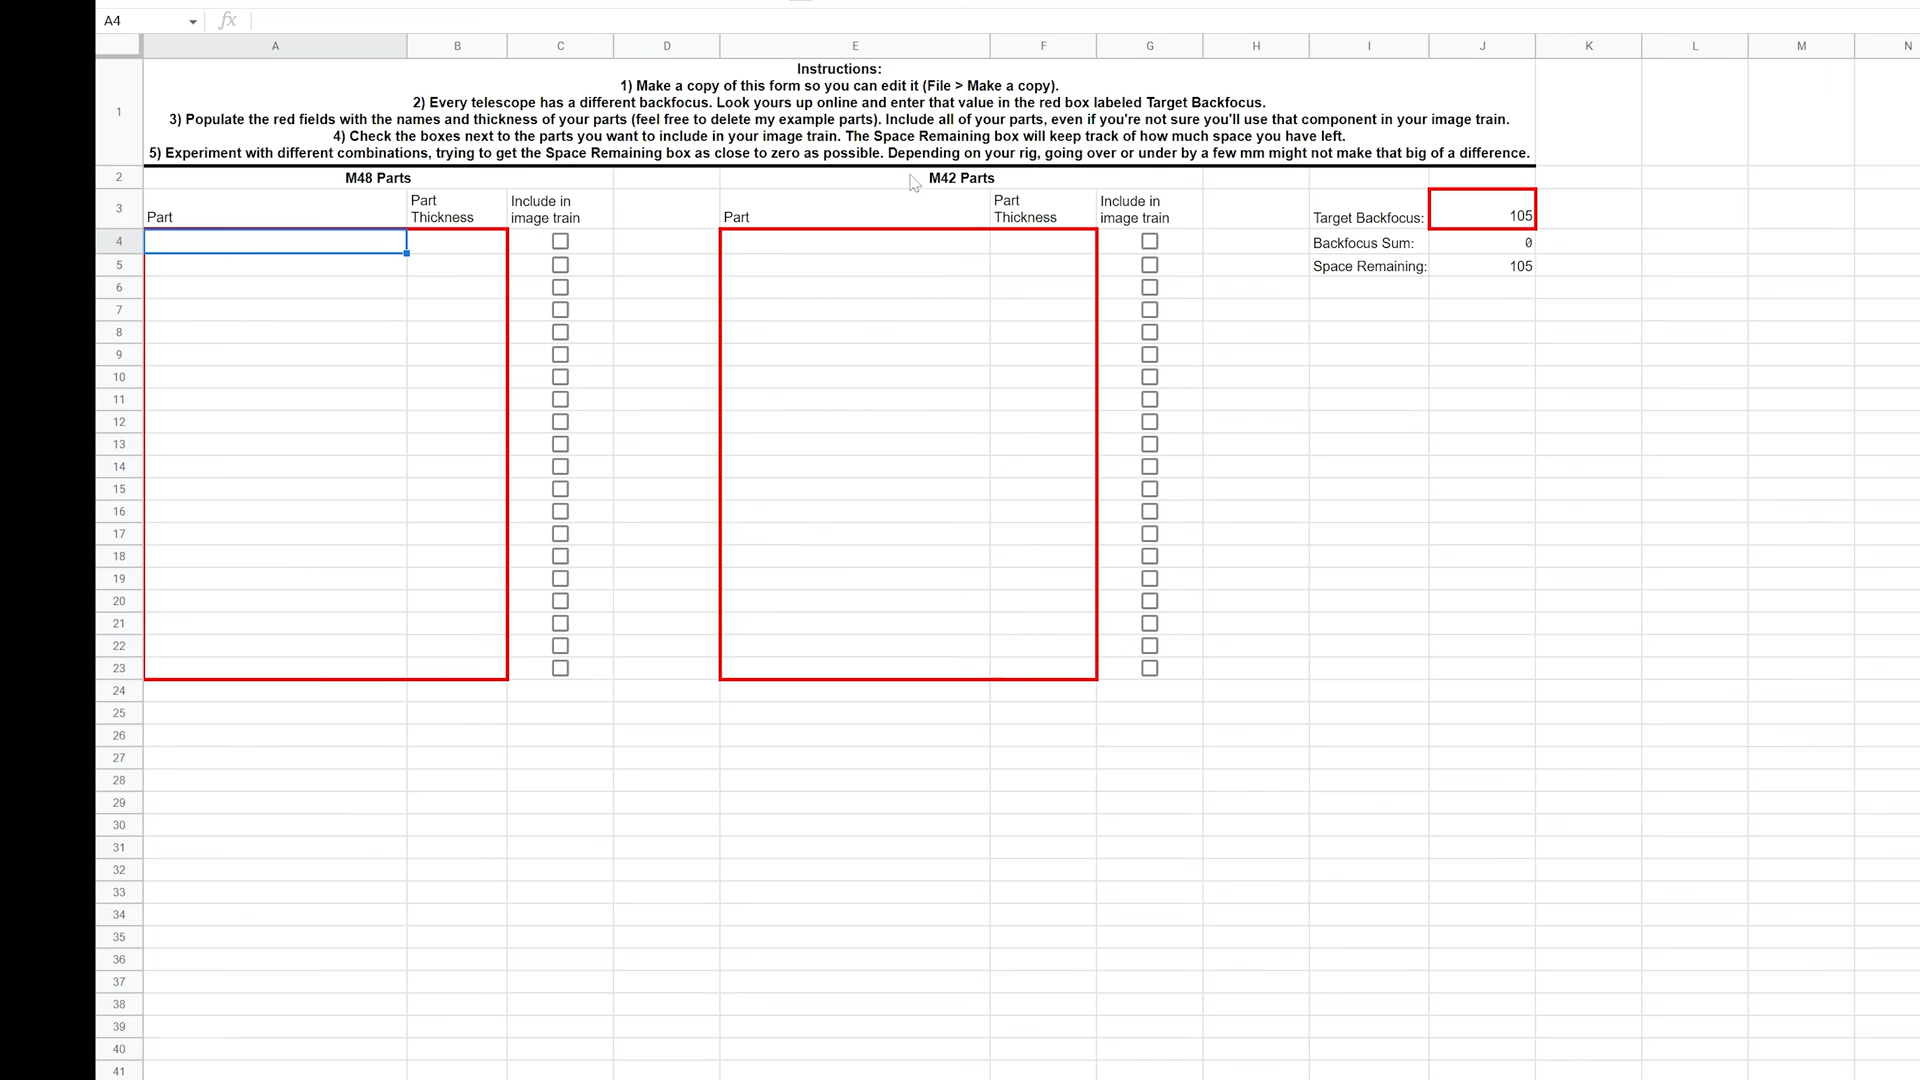 A4
fx
A B C D E F G H I J K L M N
1
Instructions:
1) Make a copy of this form so you can edit it (File > Make a copy).
2) Every telescope has a different backfocus. Look yours up online and enter that value in the red box labeled Target Backfocus.
3) Populate the red fields with the names and thickness of your parts (feel free to delete my example parts). Include all of your parts, even if you're not sure you'll use that component in your image train.
4) Check the boxes next to the parts you want to include in your image train. The Space Remaining box will keep track of how much space you have left.
5) Experiment with different combinations, trying to get the Space Remaining box as close to zero as possible. Depending on your rig, going over or under by a few mm might not make that big of a difference.
2 M48 Parts M42 Parts
3 Part Part Thickness Include in image train Part Part Thickness Include in image train Target Backfocus: 105
4 Backfocus Sum: 0
5 Space Remaining: 105
6
7
8
9
10
11
12
13
14
15
16
17
18
19
20
21
22
23
24
25
26
27
28
29
30
31
32
33
34
35
36
37
38
39
40
41